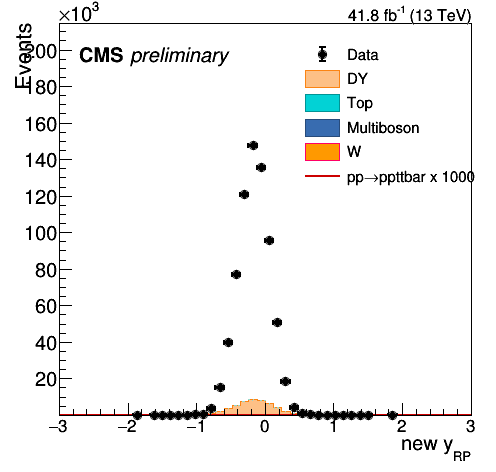 ×10³
41.8 fb⁻¹ (13 TeV)
Events
CMS preliminary
Data
DY
Top
Multiboson
W
pp→ppttbar x 1000
200
180
160
140
120
100
80
60
40
20
−3 −2 −1 0 1 2 3
new y_RP